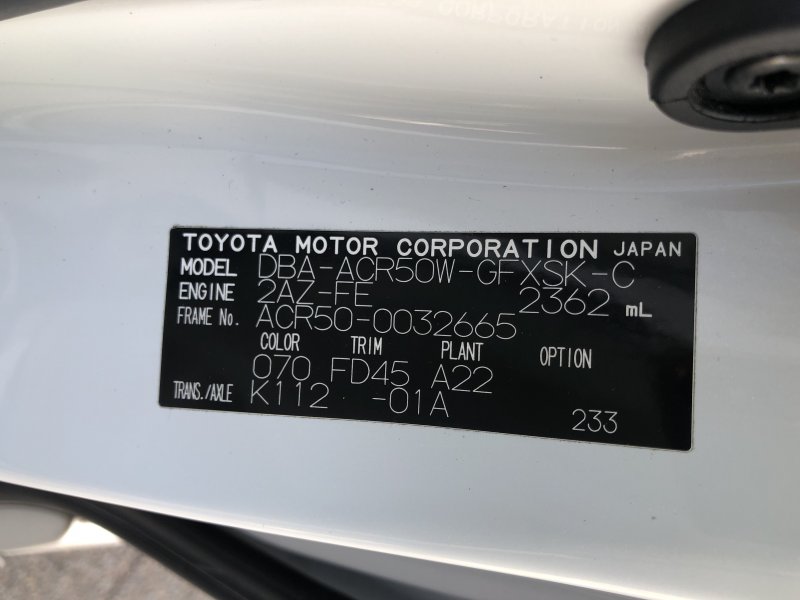 TOYOTA MOTOR CORPORATION JAPAN
MODEL DBA-ACR50W-GFXSK-C
ENGINE 2AZ-FE 2362 mL
FRAME No. ACR50-0032665
COLOR TRIM PLANT OPTION
070 FD45 A22
TRANS./AXLE K112 -01A
233